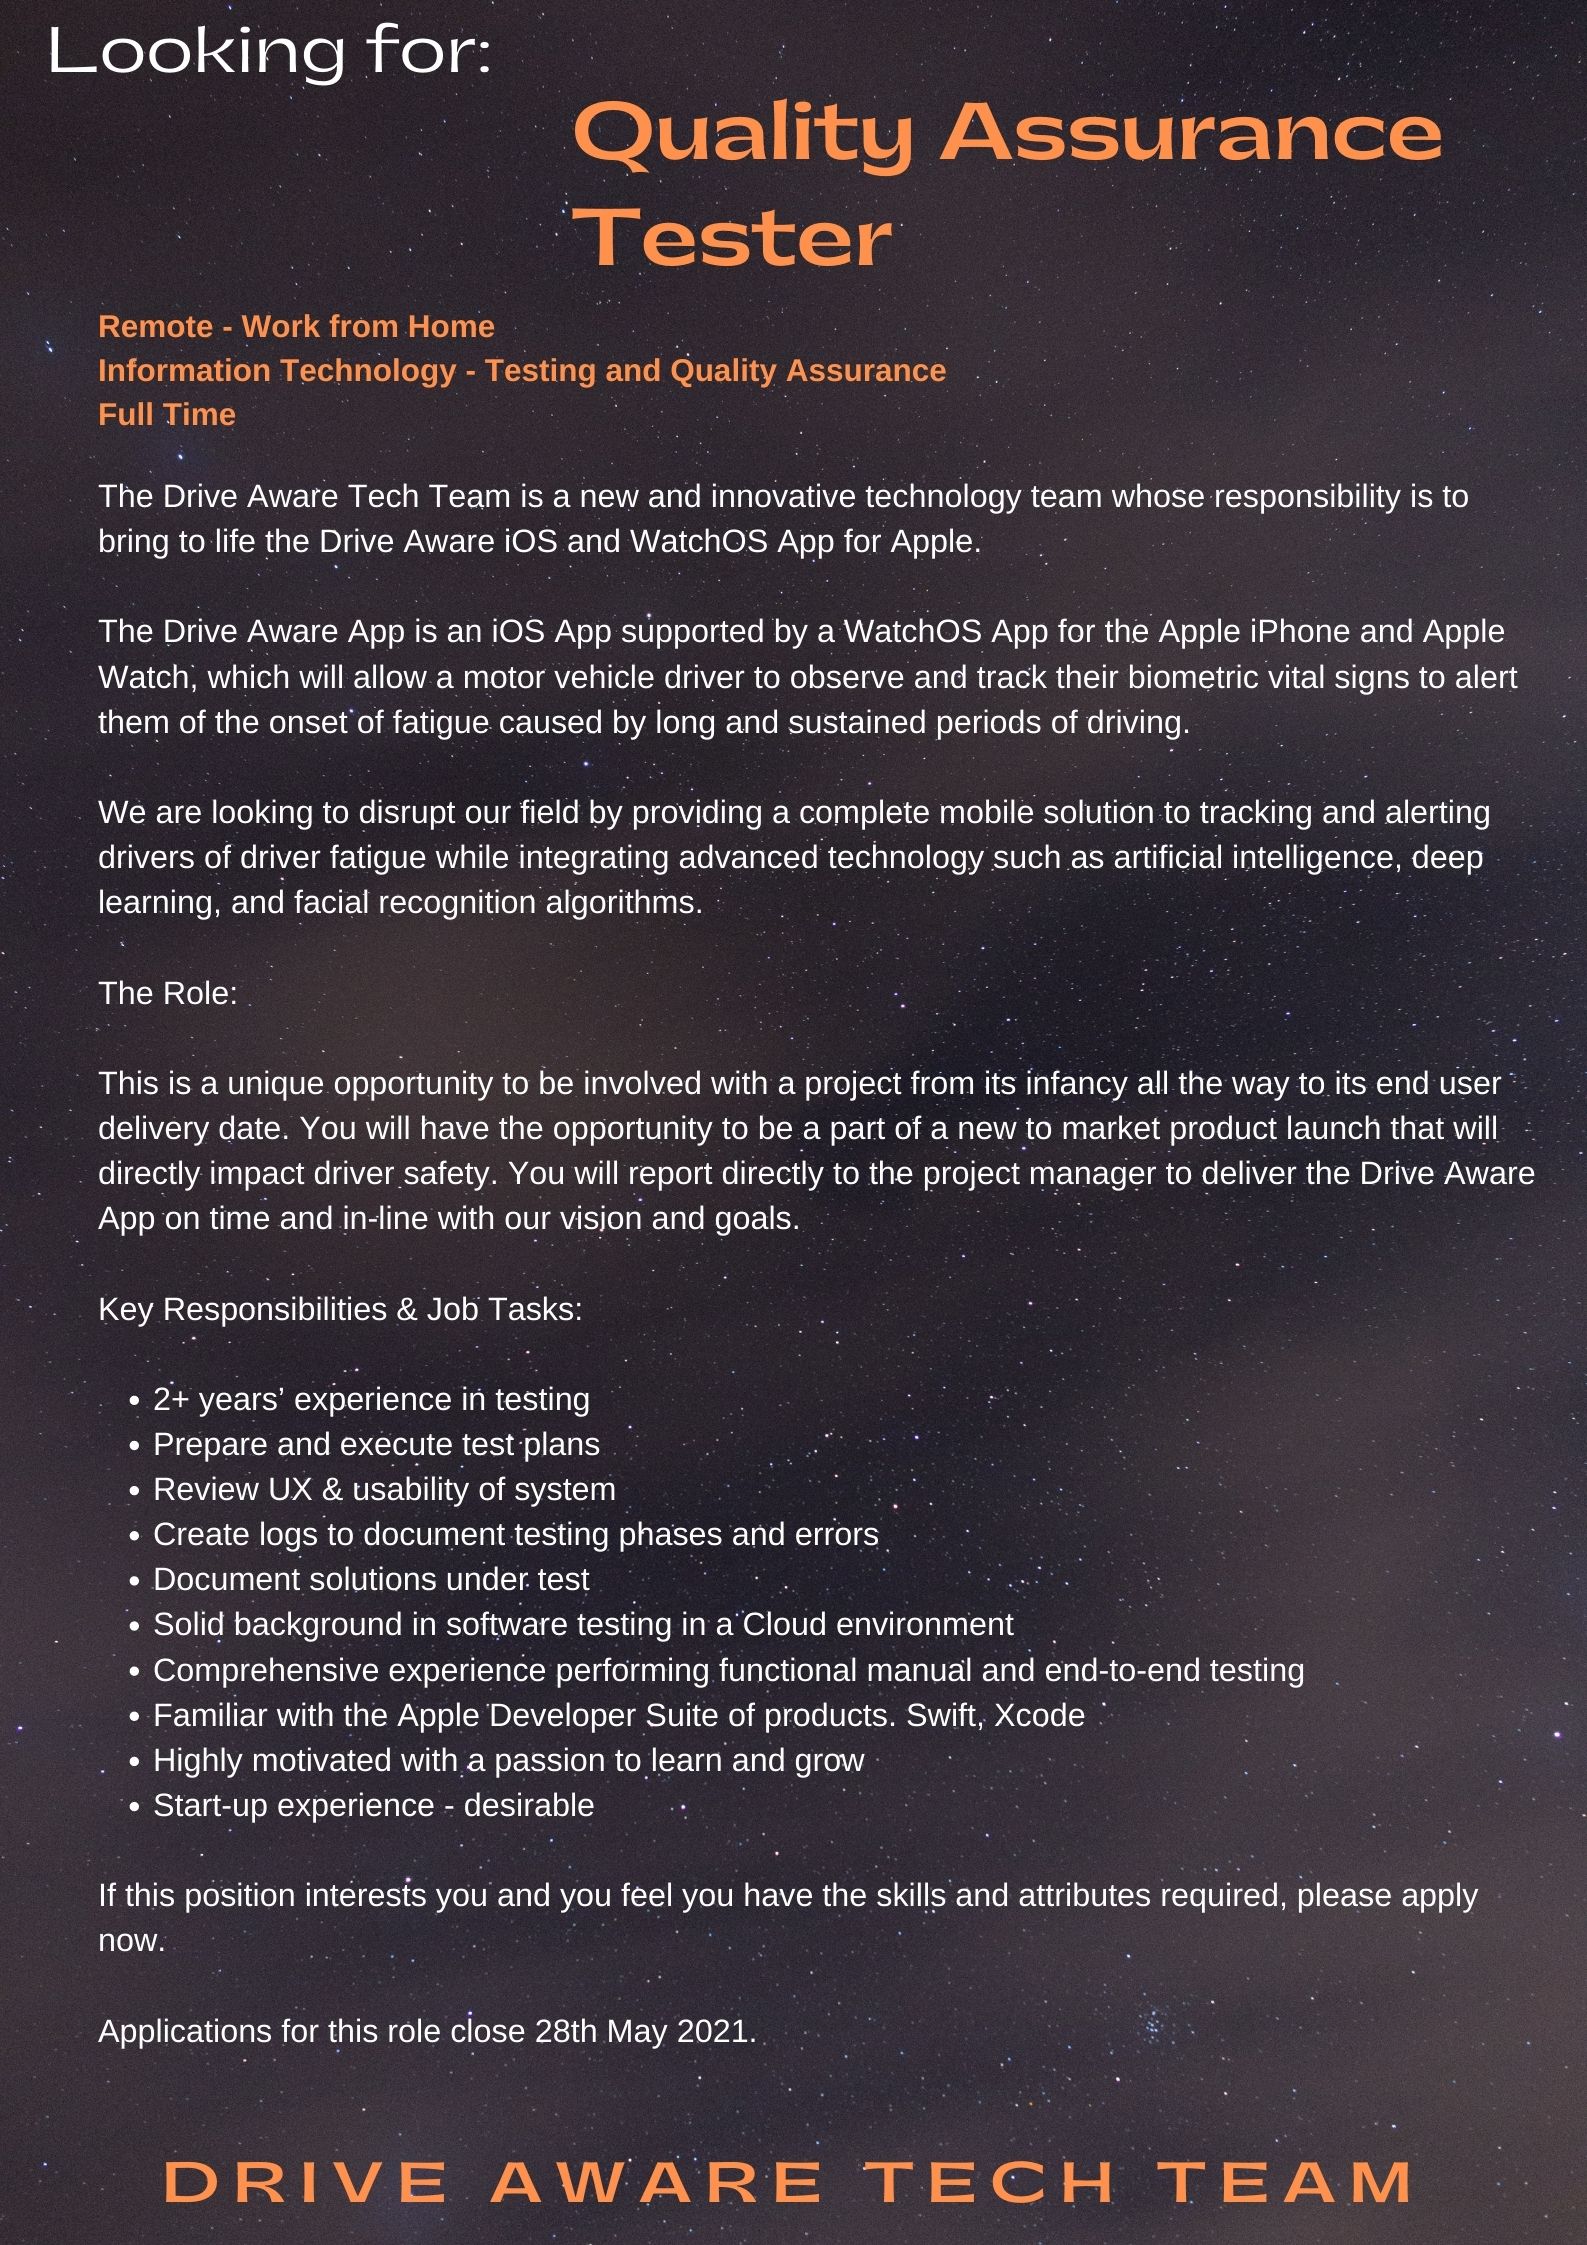 Looking for:
Quality Assurance
Tester
Remote - Work from Home
Information Technology - Testing and Quality Assurance
Full Time
The Drive Aware Tech Team is a new and innovative technology team whose responsibility is to
bring to life the Drive Aware iOS and WatchOS App for Apple.
The Drive Aware App is an iOS App supported by a WatchOS App for the Apple iPhone and Apple
Watch, which will allow a motor vehicle driver to observe and track their biometric vital signs to alert
them of the onset of fatigue caused by long and sustained periods of driving.
We are looking to disrupt our field by providing a complete mobile solution to tracking and alerting
drivers of driver fatigue while integrating advanced technology such as artificial intelligence, deep
learning, and facial recognition algorithms.
The Role:
This is a unique opportunity to be involved with a project from its infancy all the way to its end user
delivery date. You will have the opportunity to be a part of a new to market product launch that will
directly impact driver safety. You will report directly to the project manager to deliver the Drive Aware
App on time and in-line with our vision and goals.
Key Responsibilities & Job Tasks:
• 2+ years’ experience in testing
• Prepare and execute test plans
• Review UX & usability of system
• Create logs to document testing phases and errors
• Document solutions under test
• Solid background in software testing in a Cloud environment
• Comprehensive experience performing functional manual and end-to-end testing
• Familiar with the Apple Developer Suite of products. Swift, Xcode
• Highly motivated with a passion to learn and grow
• Start-up experience - desirable
If this position interests you and you feel you have the skills and attributes required, please apply
now.
Applications for this role close 28th May 2021.
DRIVE AWARE TECH TEAM